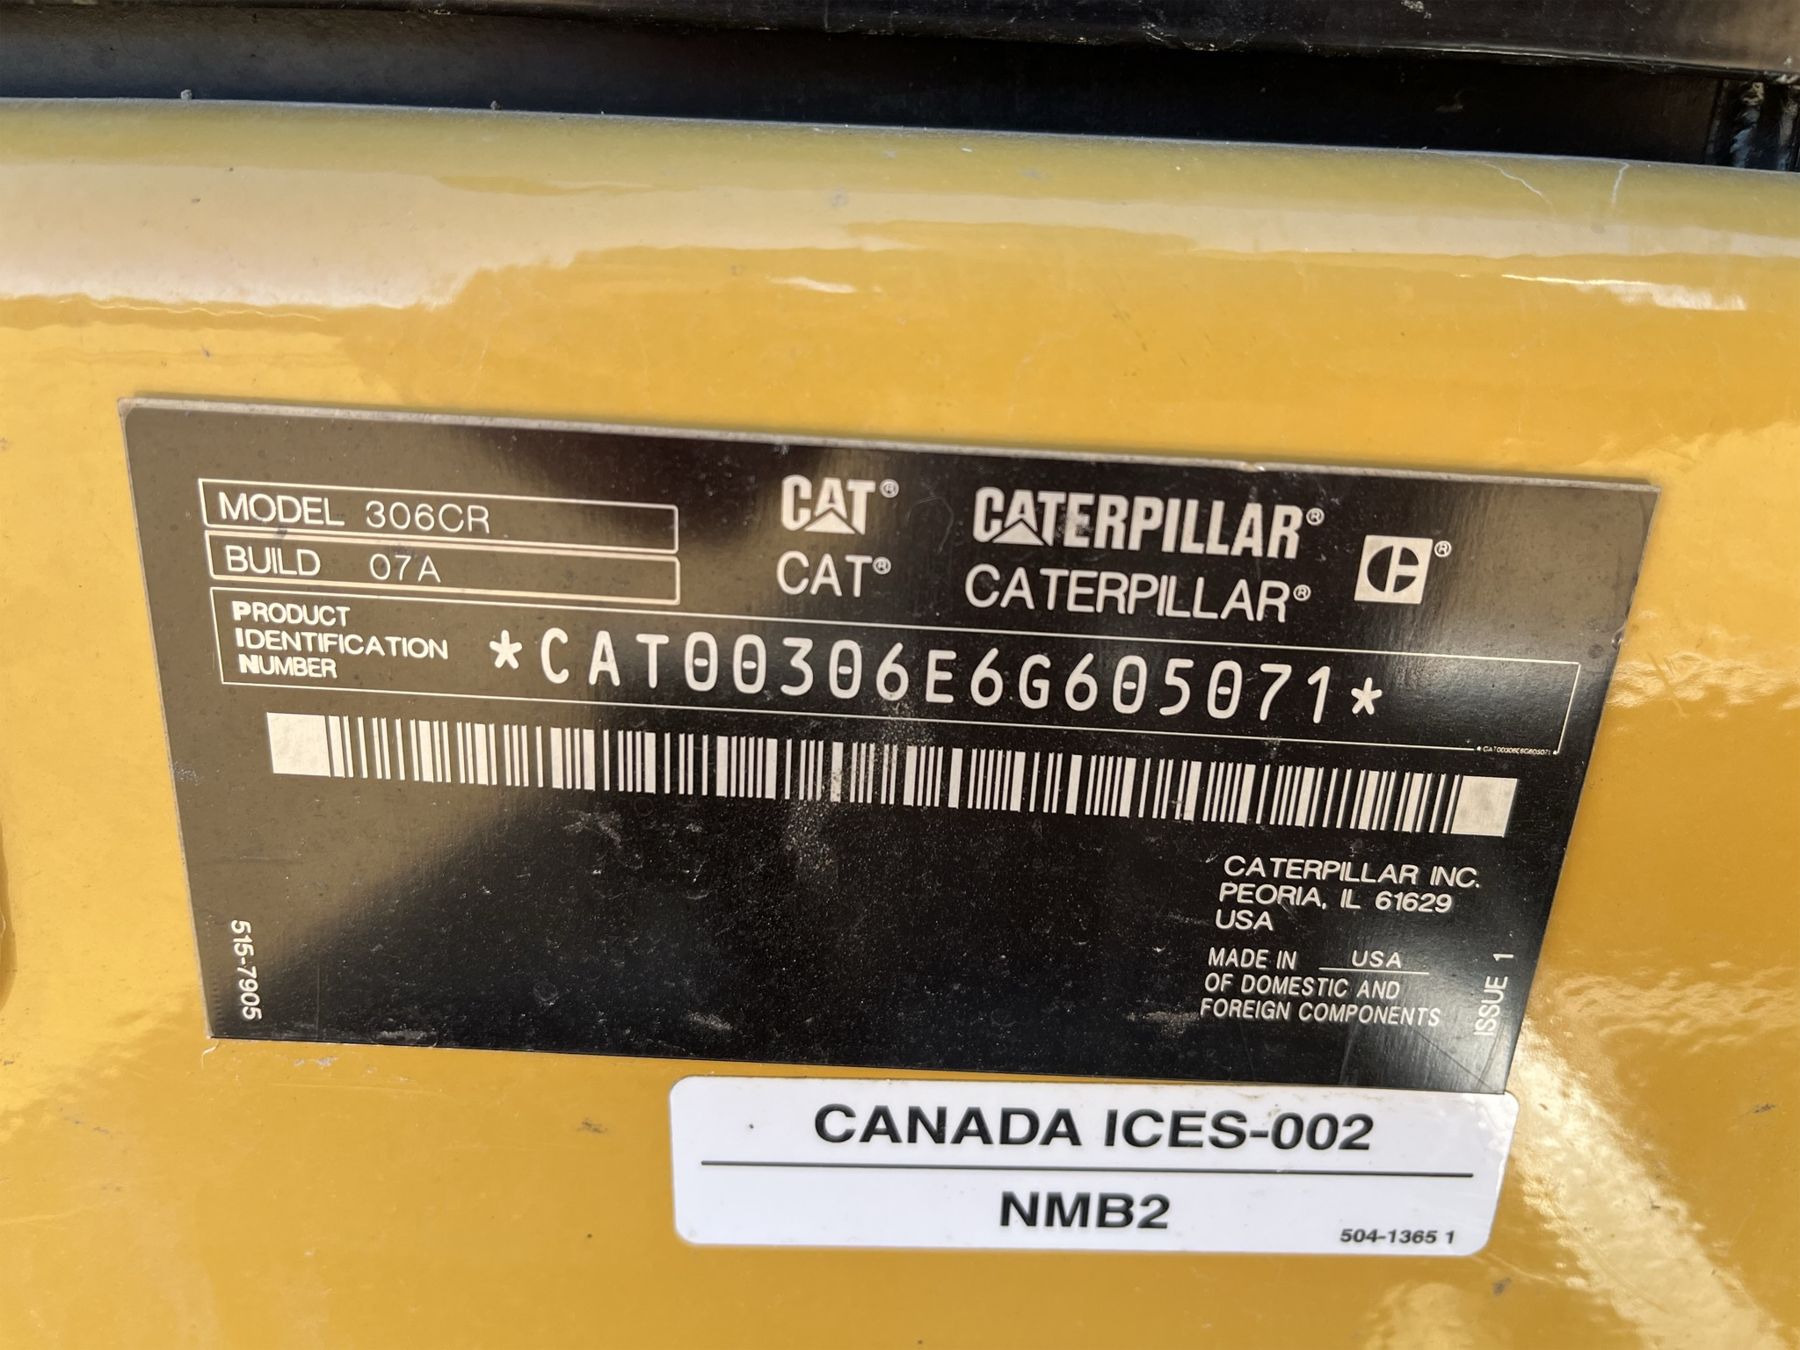 MODEL 306CR
BUILD 07A
CAT® CATERPILLAR® ®
CAT® CATERPILLAR®
PRODUCT
IDENTIFICATION
NUMBER
*CAT00306E6G605071*
*CAT00306E6G605071*
CATERPILLAR INC.
PEORIA, IL 61629
USA
MADE IN USA
OF DOMESTIC AND
FOREIGN COMPONENTS
ISSUE 1
515-7905
CANADA ICES-002
NMB2
504-1365 1